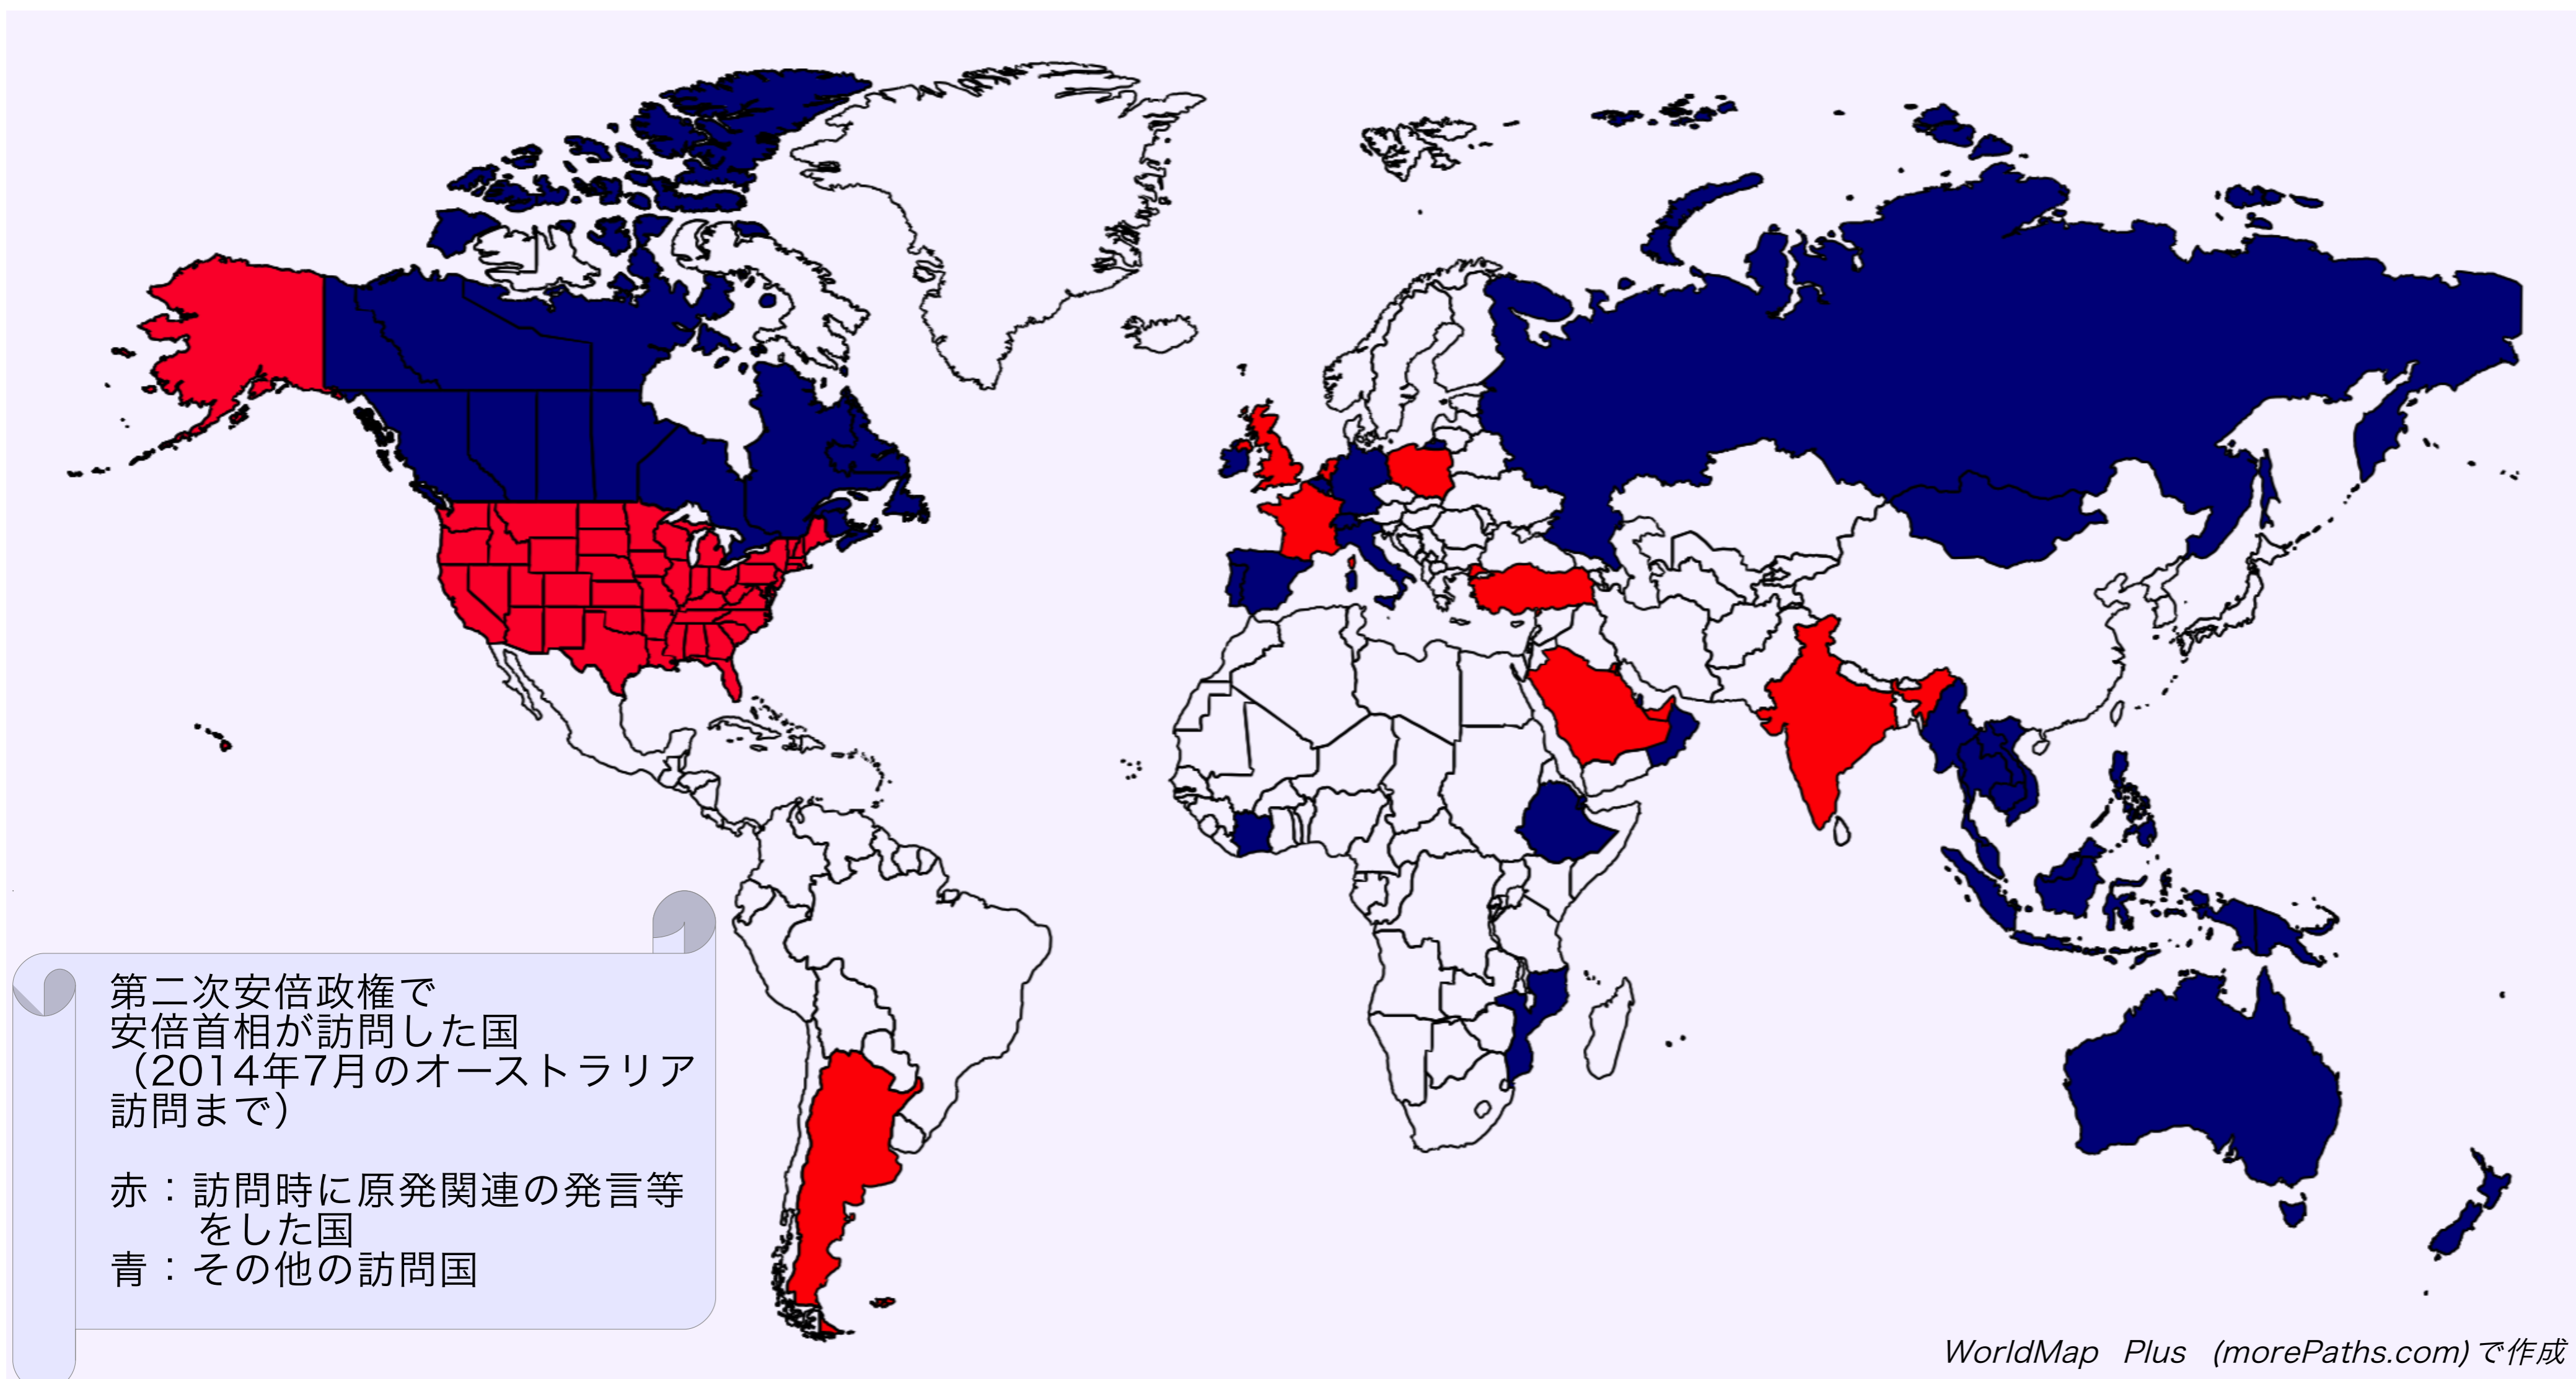 第二次安倍政権で
安倍首相が訪問した国
（2014年7月のオーストラリア
訪問まで）
赤：訪問時に原発関連の発言等
をした国
青：その他の訪問国
WorldMap Plus (morePaths.com)で作成